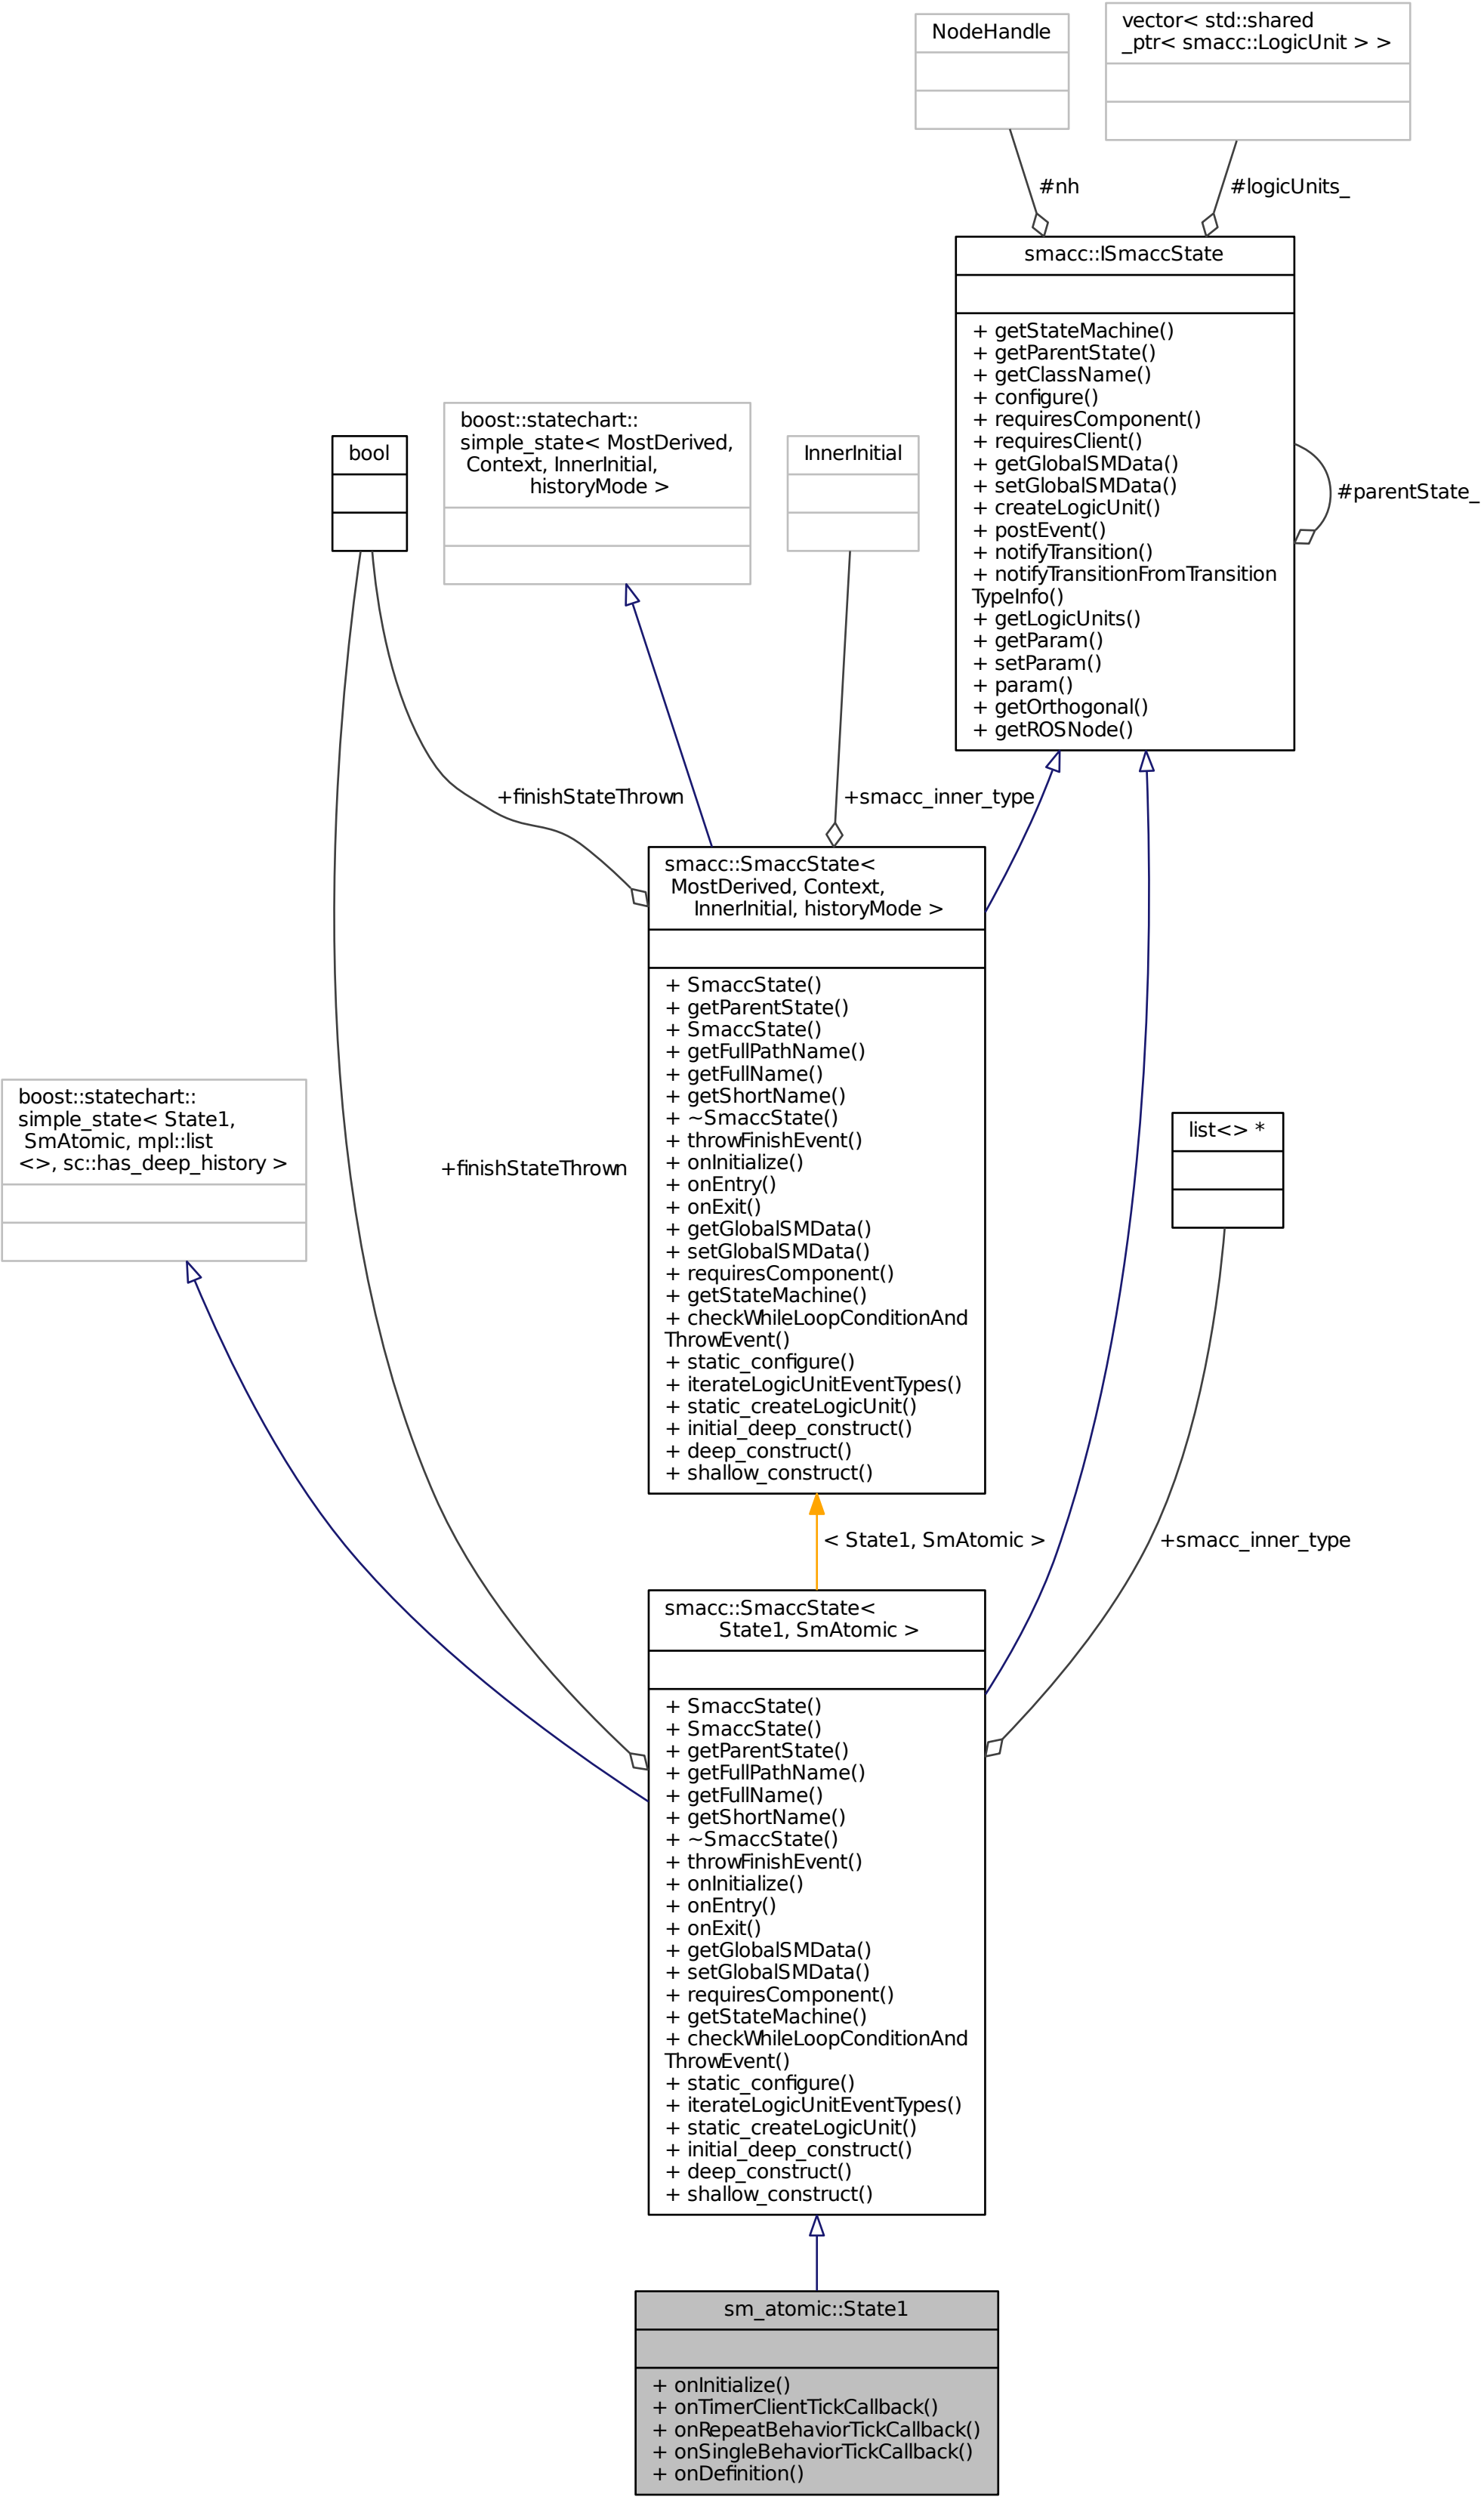 NodeHandle
vector< std::shared
_ptr< smacc::LogicUnit > >
#nh
#logicUnits_
smacc::ISmaccState
+ getStateMachine()
+ getParentState()
+ getClassName()
+ configure()
+ requiresComponent()
+ requiresClient()
+ getGlobalSMData()
+ setGlobalSMData()
+ createLogicUnit()
+ postEvent()
+ notifyTransition()
+ notifyTransitionFromTransition
TypeInfo()
+ getLogicUnits()
+ getParam()
+ setParam()
+ param()
+ getOrthogonal()
+ getROSNode()
#parentState_
bool
boost::statechart::
simple_state< MostDerived,
Context, InnerInitial,
historyMode >
InnerInitial
+finishStateThrown
+smacc_inner_type
smacc::SmaccState<
MostDerived, Context,
InnerInitial, historyMode >
+ SmaccState()
+ getParentState()
+ SmaccState()
+ getFullPathName()
+ getFullName()
+ getShortName()
+ ~SmaccState()
+ throwFinishEvent()
+ onInitialize()
+ onEntry()
+ onExit()
+ getGlobalSMData()
+ setGlobalSMData()
+ requiresComponent()
+ getStateMachine()
+ checkWhileLoopConditionAnd
ThrowEvent()
+ static_configure()
+ iterateLogicUnitEventTypes()
+ static_createLogicUnit()
+ initial_deep_construct()
+ deep_construct()
+ shallow_construct()
boost::statechart::
simple_state< State1,
SmAtomic, mpl::list
<>, sc::has_deep_history >
+finishStateThrown
list<> *
< State1, SmAtomic >
+smacc_inner_type
smacc::SmaccState<
State1, SmAtomic >
+ SmaccState()
+ SmaccState()
+ getParentState()
+ getFullPathName()
+ getFullName()
+ getShortName()
+ ~SmaccState()
+ throwFinishEvent()
+ onInitialize()
+ onEntry()
+ onExit()
+ getGlobalSMData()
+ setGlobalSMData()
+ requiresComponent()
+ getStateMachine()
+ checkWhileLoopConditionAnd
ThrowEvent()
+ static_configure()
+ iterateLogicUnitEventTypes()
+ static_createLogicUnit()
+ initial_deep_construct()
+ deep_construct()
+ shallow_construct()
sm_atomic::State1
+ onInitialize()
+ onTimerClientTickCallback()
+ onRepeatBehaviorTickCallback()
+ onSingleBehaviorTickCallback()
+ onDefinition()